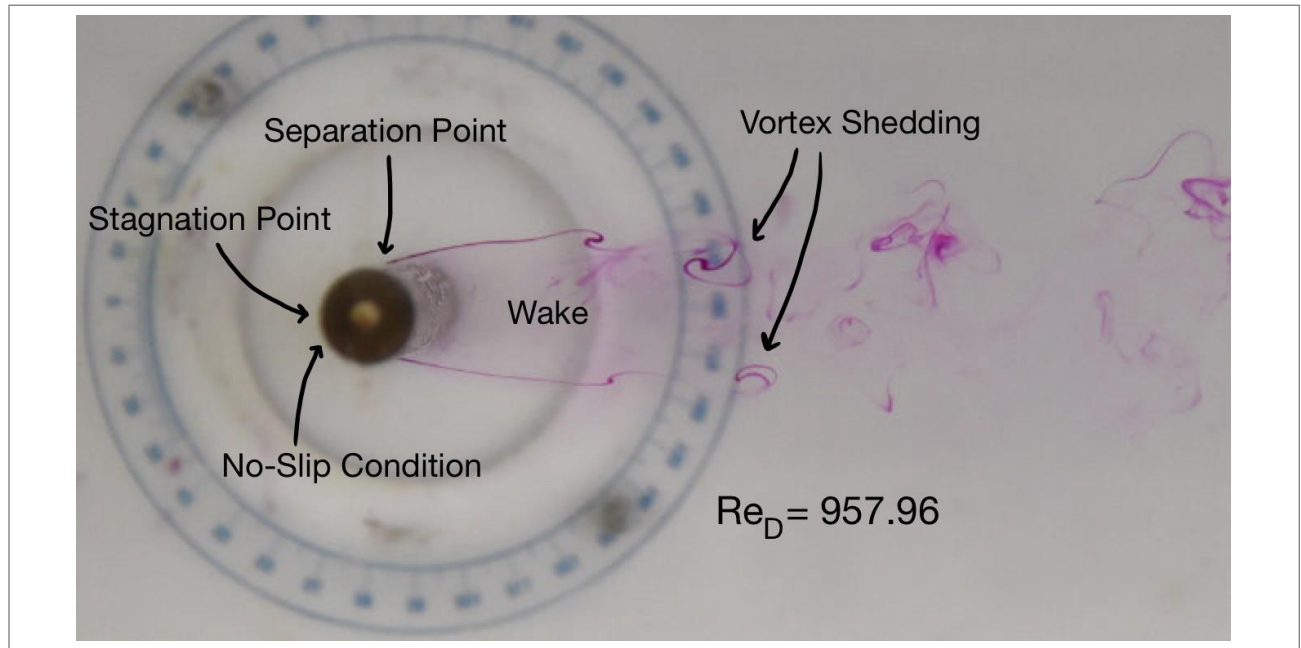 Separation Point
Vortex Shedding
Stagnation Point
Wake
No-Slip Condition
Re_D = 957.96